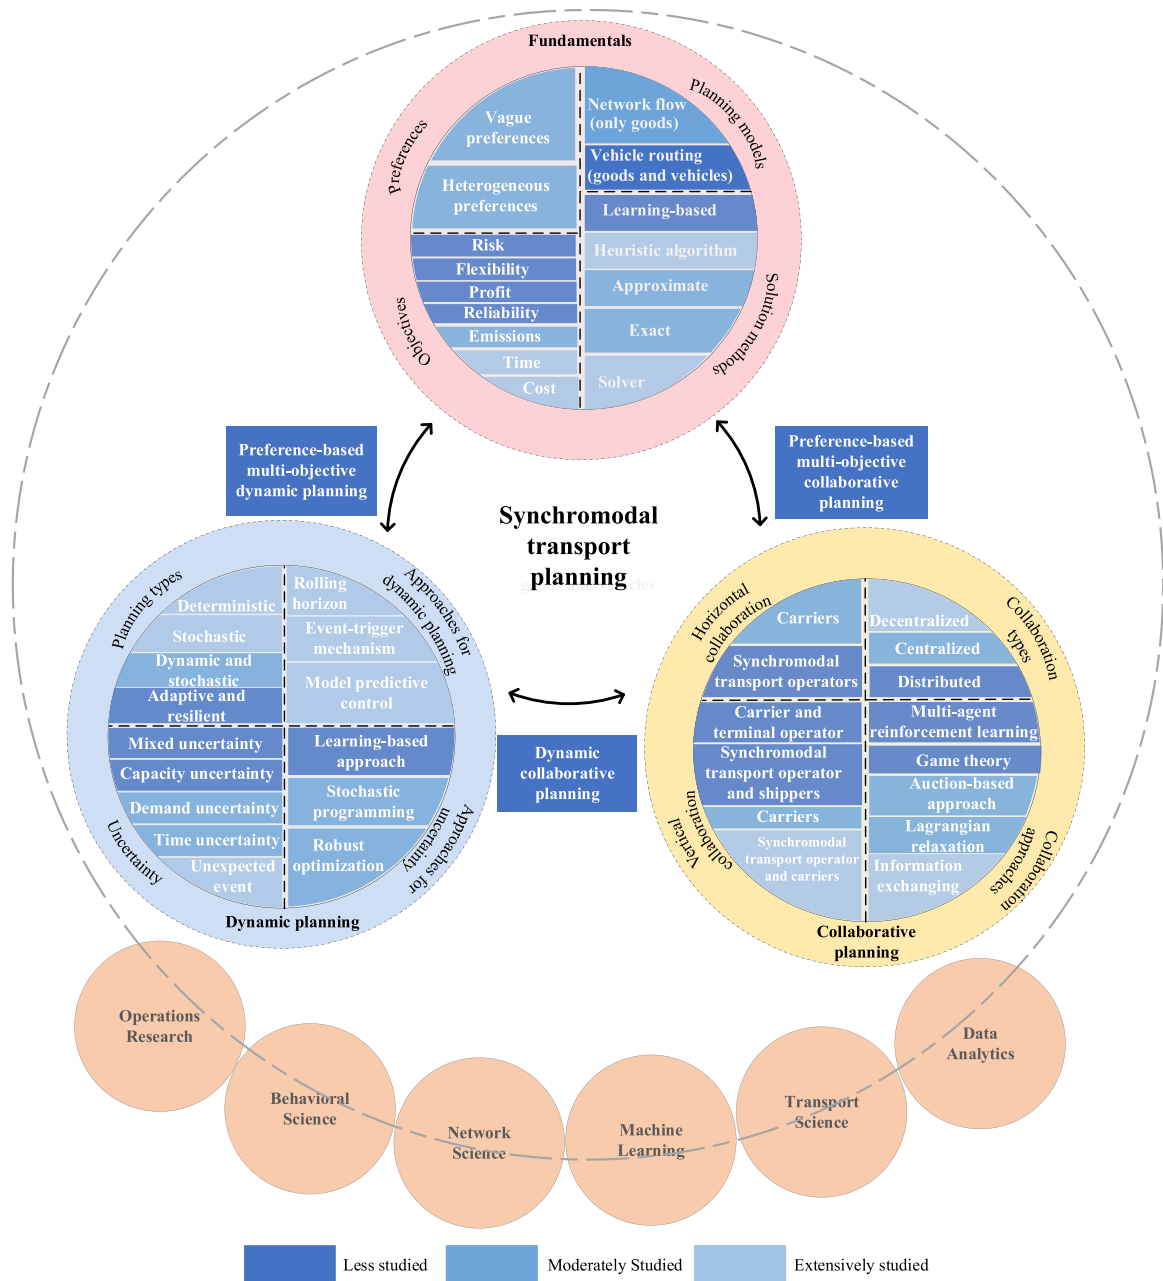 Fundamentals
Preferences
Planning models
Objectives
Solution methods
Vague
preferences
Heterogeneous
preferences
Risk
Flexibility
Profit
Reliability
Emissions
Time
Cost
Network flow
(only goods)
Vehicle routing
(goods and vehicles)
Learning-based
Heuristic algorithm
Approximate
Exact
Solver
Preference-based
multi-objective
dynamic planning
Preference-based
multi-objective
collaborative
planning
Synchromodal
transport
planning
Dynamic
collaborative
planning
Planning types
Approaches for
dynamic planning
Uncertainty
Approaches for
uncertainty
Deterministic
Stochastic
Dynamic and
stochastic
Adaptive and
resilient
Mixed uncertainty
Capacity uncertainty
Demand uncertainty
Time uncertainty
Unexpected
event
Rolling
horizon
Event-trigger
mechanism
Model predictive
control
Learning-based
approach
Stochastic
programming
Robust
optimization
Dynamic planning
Horizontal
collaboration
Collaboration
types
Vertical
collaboration
Collaboration
approaches
Carriers
Synchromodal
transport operators
Carrier and
terminal operator
Synchromodal
transport operator
and shippers
Carriers
Synchromodal
transport operator
and carriers
Decentralized
Centralized
Distributed
Multi-agent
reinforcement learning
Game theory
Auction-based
approach
Lagrangian
relaxation
Information
exchanging
Collaborative
planning
Operations
Research
Behavioral
Science
Network
Science
Machine
Learning
Transport
Science
Data
Analytics
Less studied
Moderately Studied
Extensively studied